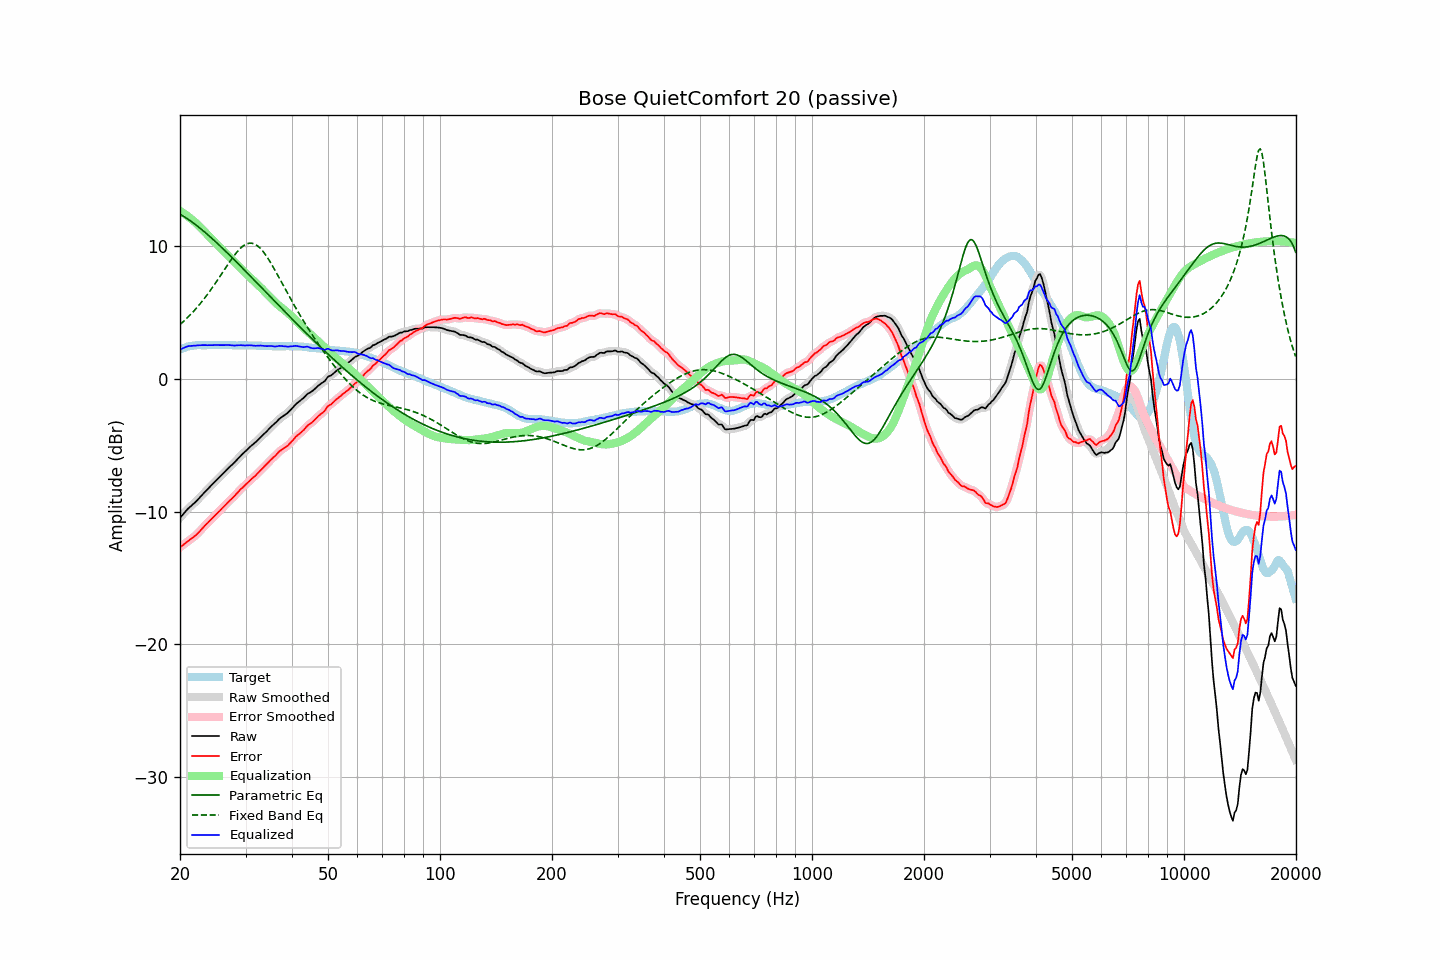 Bose QuietComfort 20 (passive)
Amplitude (dBr)
10
0
−10
−20
−30
Target
Raw Smoothed
Error Smoothed
Raw
Error
Equalization
Parametric Eq
Fixed Band Eq
Equalized
20 50 100 200 500 1000 2000 5000 10000 20000
Frequency (Hz)